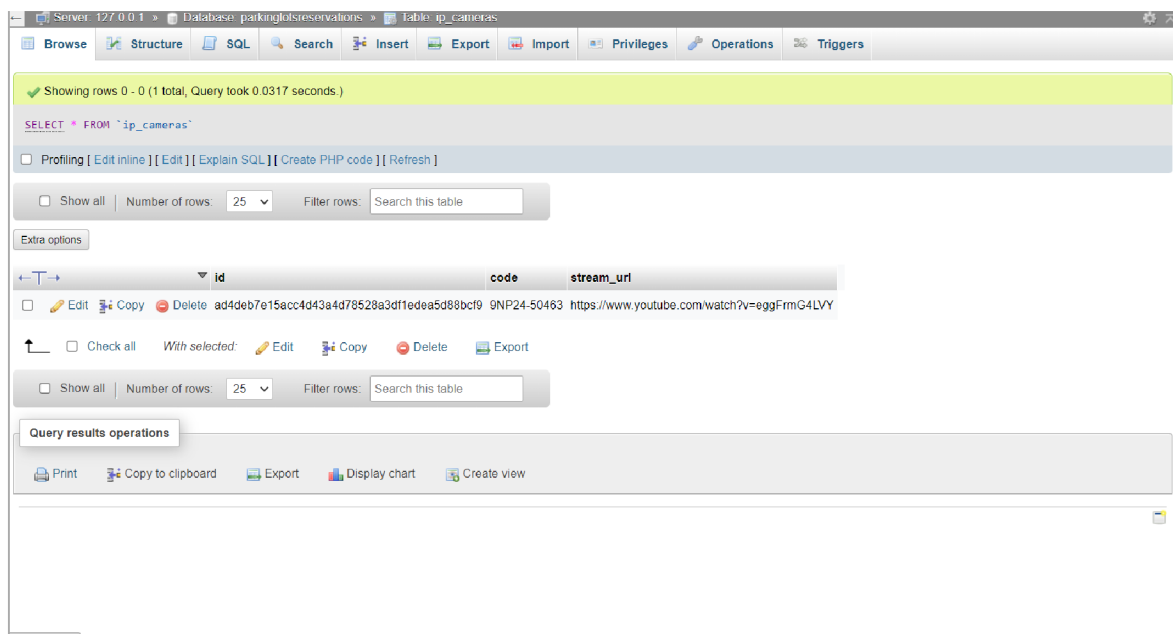 Server: 127.0.0.1 » Database: parkinglotsreservations » Table: ip_cameras
Browse Structure SQL Search Insert Export Import Privileges Operations Triggers
Showing rows 0 - 0 (1 total, Query took 0.0317 seconds.)
SELECT * FROM `ip_cameras`
Profiling [ Edit inline ] [ Edit ] [ Explain SQL ] [ Create PHP code ] [ Refresh ]
Show all Number of rows: 25 Filter rows: Search this table
Extra options
id code stream_url
Edit Copy Delete ad4deb7e15acc4d43a4d78528a3df1edea5d88bcf9 9NP24-50463 https://www.youtube.com/watch?v=eggFrmG4LVY
Check all With selected: Edit Copy Delete Export
Show all Number of rows: 25 Filter rows: Search this table
Query results operations
Print Copy to clipboard Export Display chart Create view